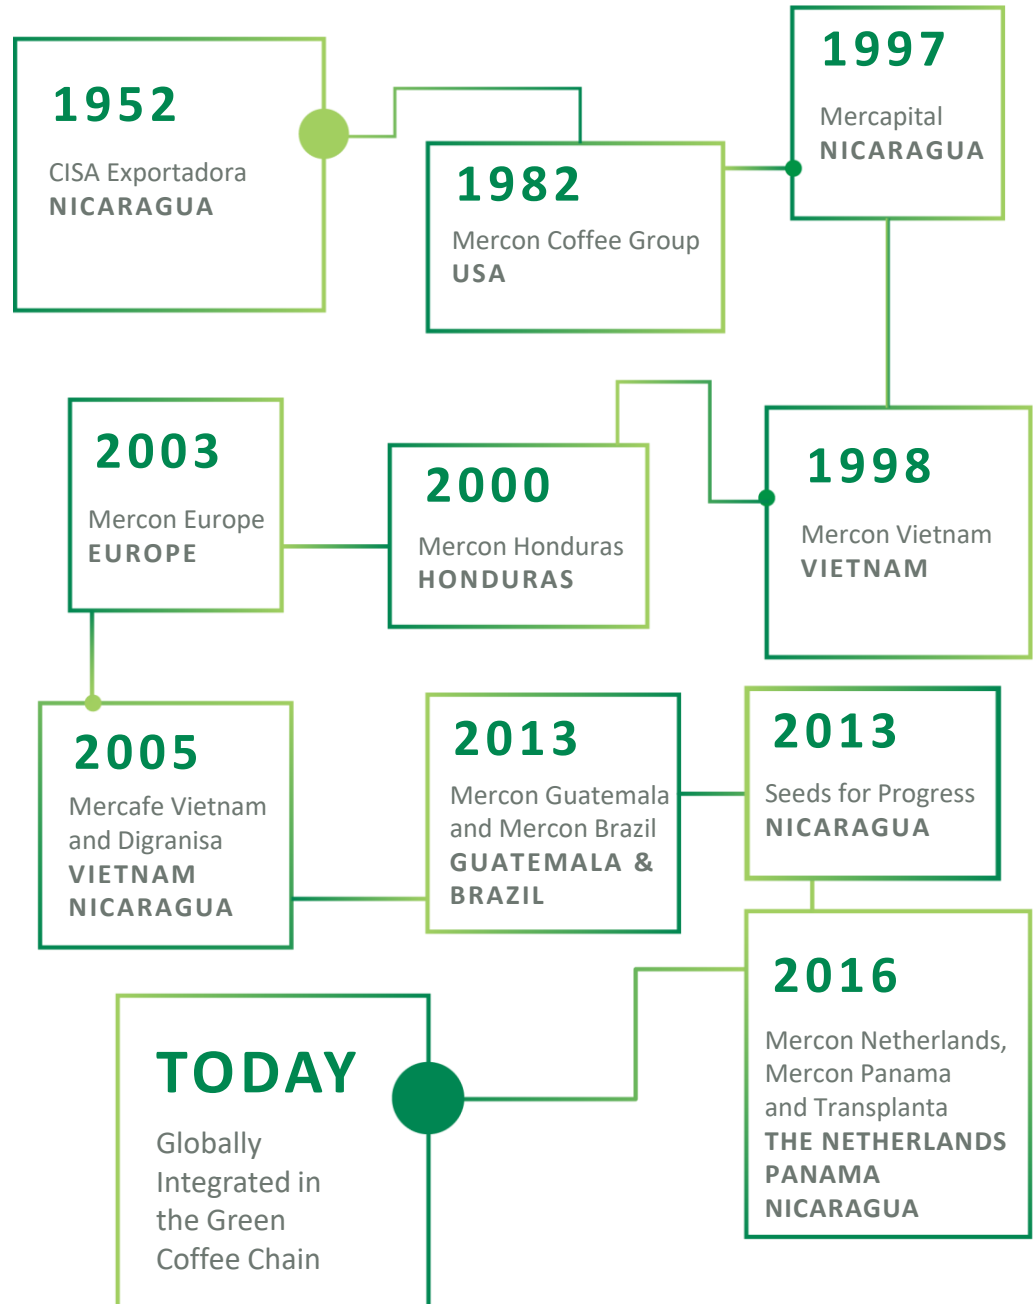 1952
CISA Exportadora
NICARAGUA
1982
Mercon Coffee Group
USA
1997
Mercapital
NICARAGUA
1998
Mercon Vietnam
VIETNAM
2000
Mercon Honduras
HONDURAS
2003
Mercon Europe
EUROPE
2005
Mercafe Vietnam
and Digranisa
VIETNAM
NICARAGUA
2013
Mercon Guatemala
and Mercon Brazil
GUATEMALA &
BRAZIL
2013
Seeds for Progress
NICARAGUA
2016
Mercon Netherlands,
Mercon Panama
and Transplanta
THE NETHERLANDS
PANAMA
NICARAGUA
TODAY
Globally
Integrated in
the Green
Coffee Chain